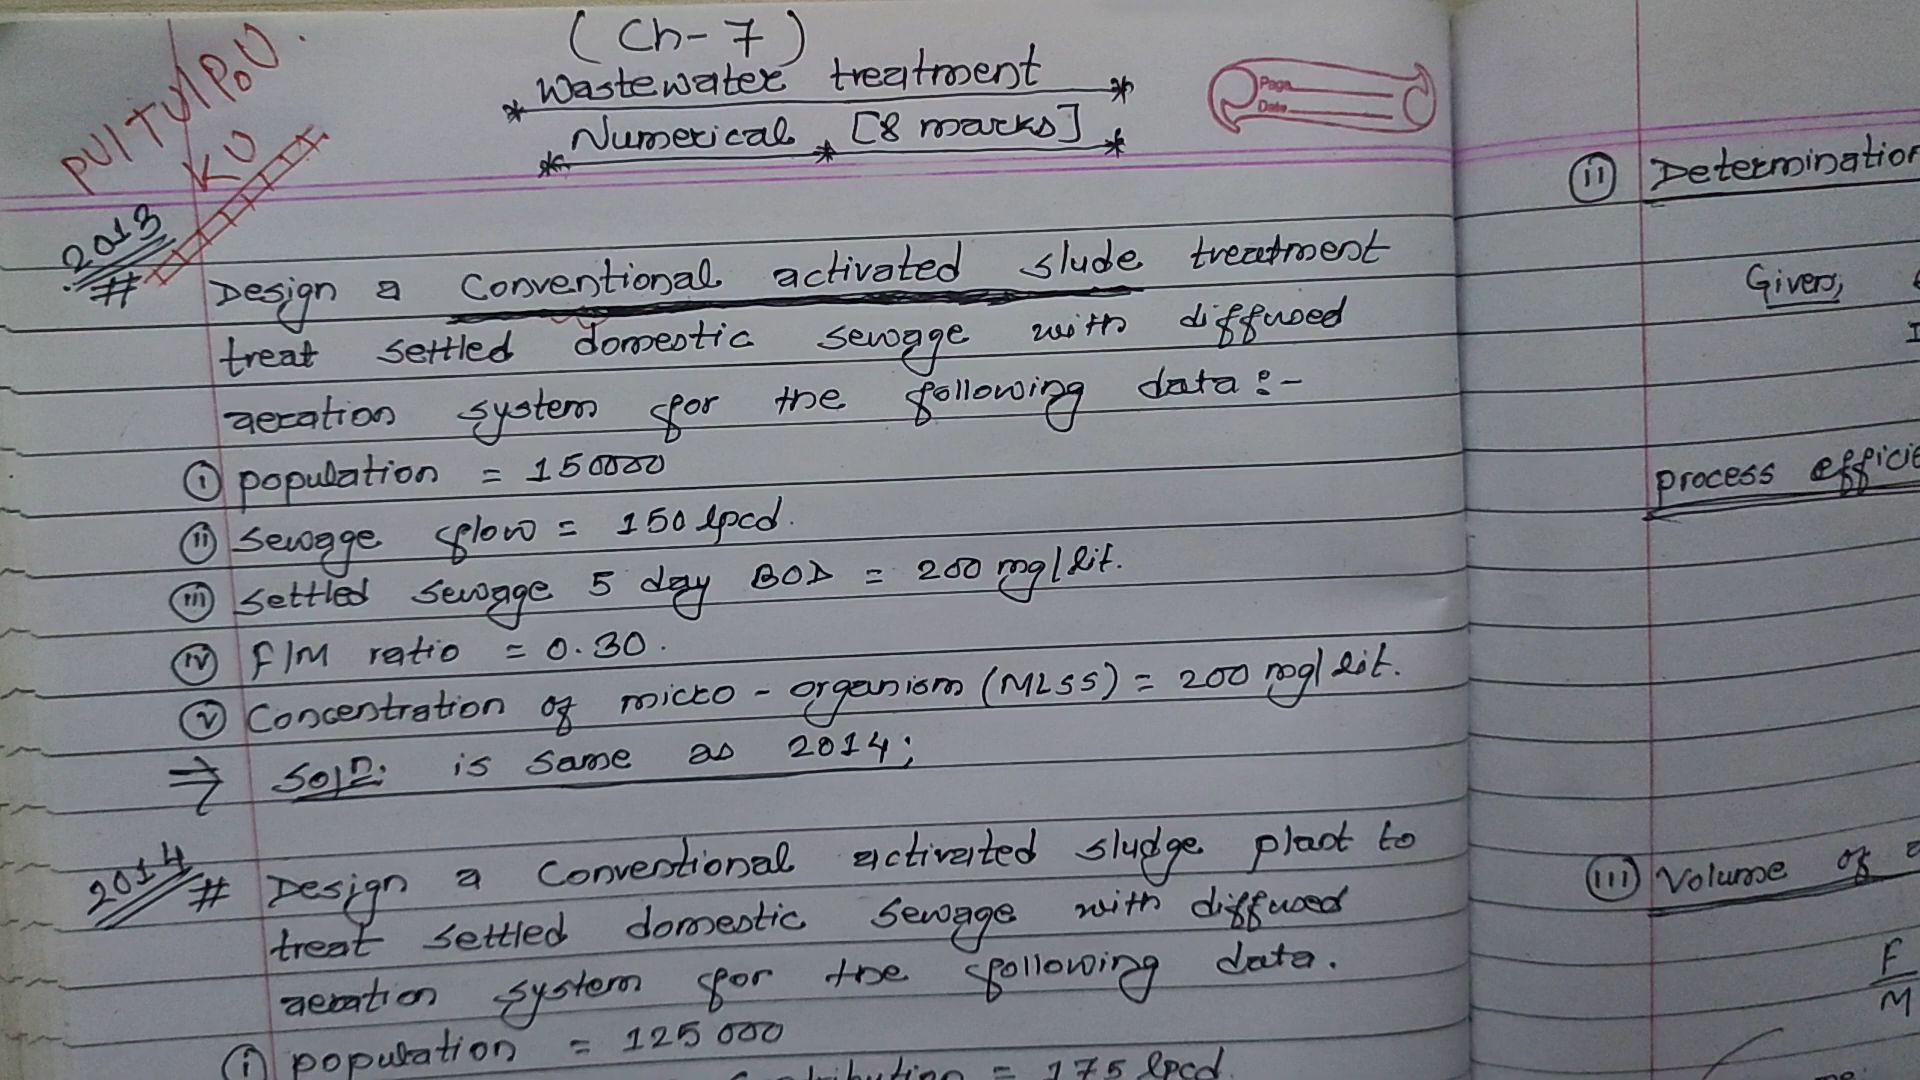 (Ch-7)
PU/TU/P.U.
KU
Wastewater treatment
Numerical [8 marks]
Page
Date
2013
# Design a conventional activated slude treatment
treat settled domestic sewage with diffused
aeration system for the following data:-
(i) population = 150000
(ii) sewage flow = 150 lpcd.
(iii) settled sewage 5 day BOD = 200 mg/lit.
(iv) F/M ratio = 0.30.
(v) Concentration of micro-organism (MLSS) = 200 mg/lit.
⇒ Soln: is same as 2014;
2014
# Design a conventional activated sludge plant to
treat settled domestic sewage with diffused
aeration system for the following data.
(i) population = 125000
= 175 lpcd.
(ii) Determination
Given,
process
(iii) Volume of
F
M